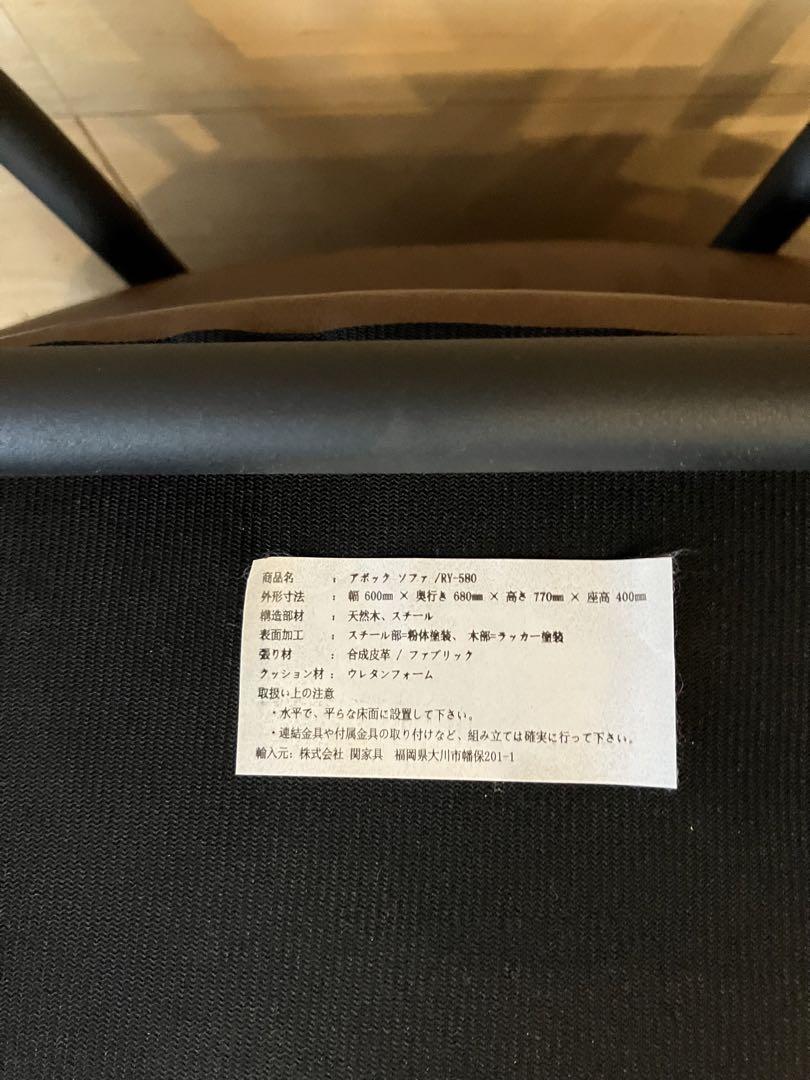 商品名 : アボック ソファ /RY-580
外形寸法 : 幅 600mm × 奥行き 680mm × 高さ 770mm × 座高 400mm
構造部材 : 天然木、スチール
表面加工 : スチール部=粉体塗装、 木部=ラッカー塗装
張り材 : 合成皮革 / ファブリック
クッション材 : ウレタンフォーム
取扱い上の注意
・水平で、平らな床面に設置して下さい。
・連結金具や付属金具の取り付けなど、組み立ては確実に行って下さい。
輸入元: 株式会社 関家具 福岡県大川市幡保201-1